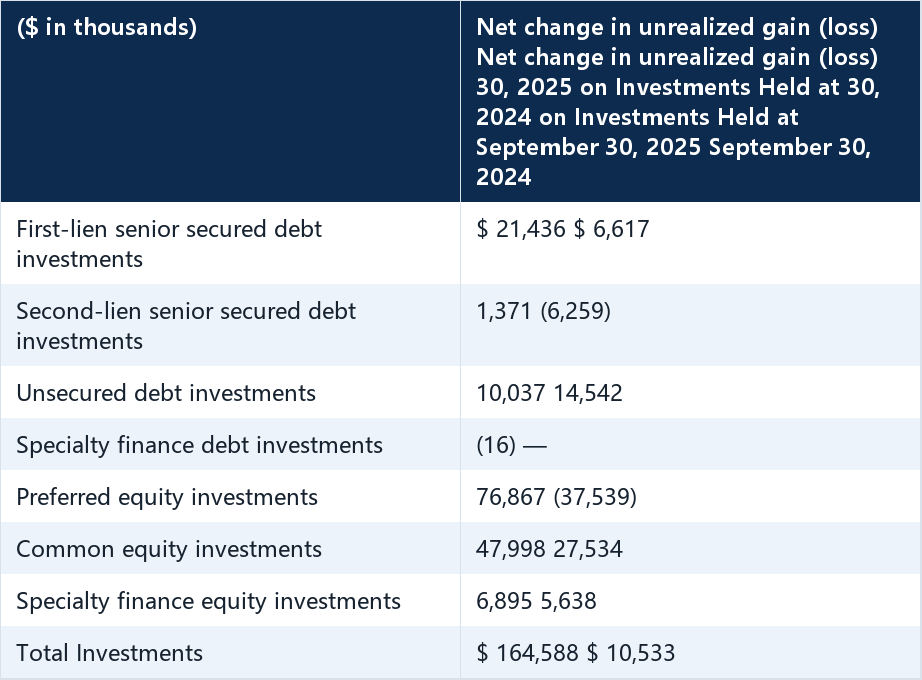 ($ in thousands)
Net change in unrealized gain (loss)
Net change in unrealized gain (loss)
30, 2025 on Investments Held at 30,
2024 on Investments Held at
September 30, 2025 September 30,
2024
First-lien senior secured debt
investments
$ 21,436 $ 6,617
Second-lien senior secured debt
investments
1,371 (6,259)
Unsecured debt investments
10,037 14,542
Specialty finance debt investments
(16) —
Preferred equity investments
76,867 (37,539)
Common equity investments
47,998 27,534
Specialty finance equity investments
6,895 5,638
Total Investments
$ 164,588 $ 10,533